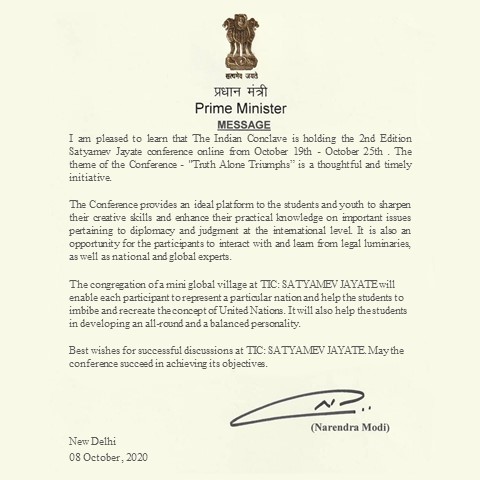 सत्यमेव जयते
प्रधान मंत्री
Prime Minister
MESSAGE
I am pleased to learn that The Indian Conclave is holding the 2nd Edition
Satyamev Jayate conference online from October 19th - October 25th . The
theme of the Conference - "Truth Alone Triumphs” is a thoughtful and timely
initiative.
The Conference provides an ideal platform to the students and youth to sharpen
their creative skills and enhance their practical knowledge on important issues
pertaining to diplomacy and judgment at the international level. It is also an
opportunity for the participants to interact with and learn from legal luminaries,
as well as national and global experts.
The congregation of a mini global village at TIC: SATYAMEV JAYATE will
enable each participant to represent a particular nation and help the students to
imbibe and recreate the concept of United Nations. It will also help the students
in developing an all-round and a balanced personality.
Best wishes for successful discussions at TIC: SATYAMEV JAYATE. May the
conference succeed in achieving its objectives.
(Narendra Modi)
New Delhi
08 October, 2020